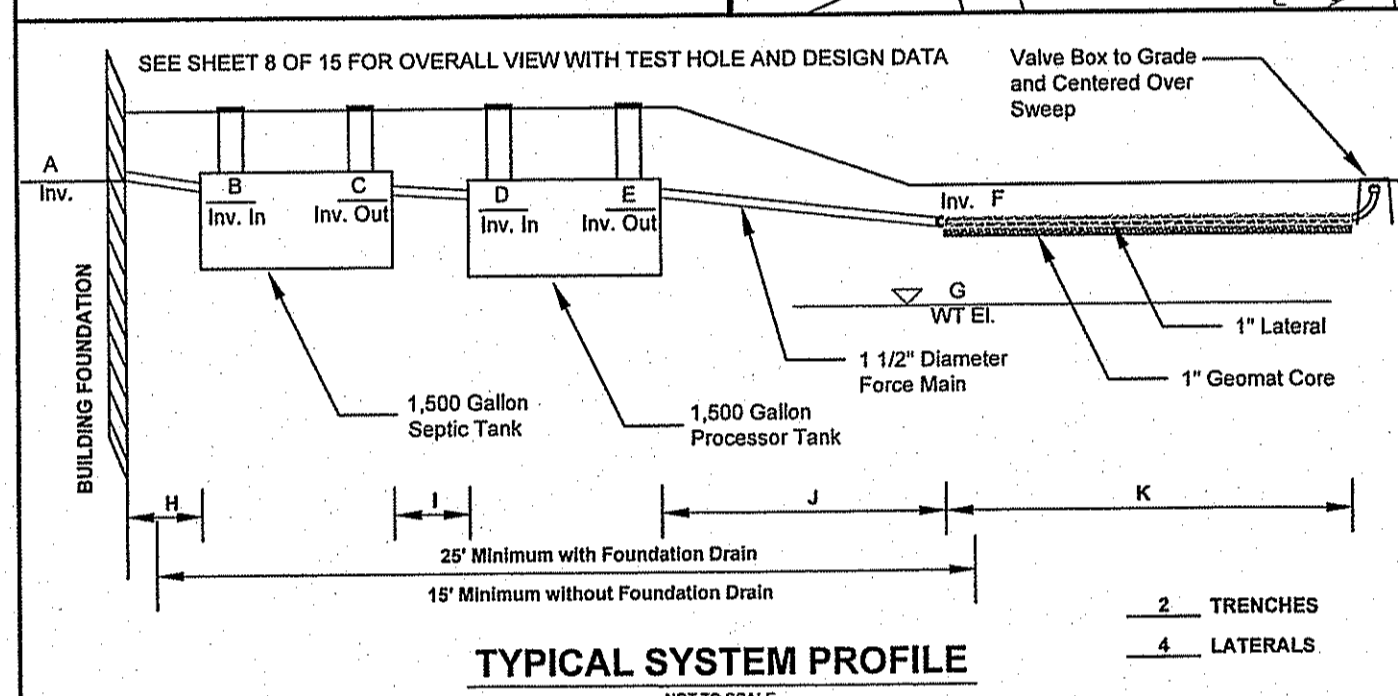 SEE SHEET 8 OF 15 FOR OVERALL VIEW WITH TEST HOLE AND DESIGN DATA
Valve Box to Grade
and Centered Over
Sweep
A
Inv.
B
Inv. In
C
Inv. Out
D
Inv. In
E
Inv. Out
Inv. F
G
WT El.
BUILDING FOUNDATION
1" Lateral
1" Geomat Core
1 1/2" Diameter
Force Main
1,500 Gallon
Septic Tank
1,500 Gallon
Processor Tank
H
I
J
K
25' Minimum with Foundation Drain
15' Minimum without Foundation Drain
2 TRENCHES
4 LATERALS
TYPICAL SYSTEM PROFILE
NOT TO SCALE